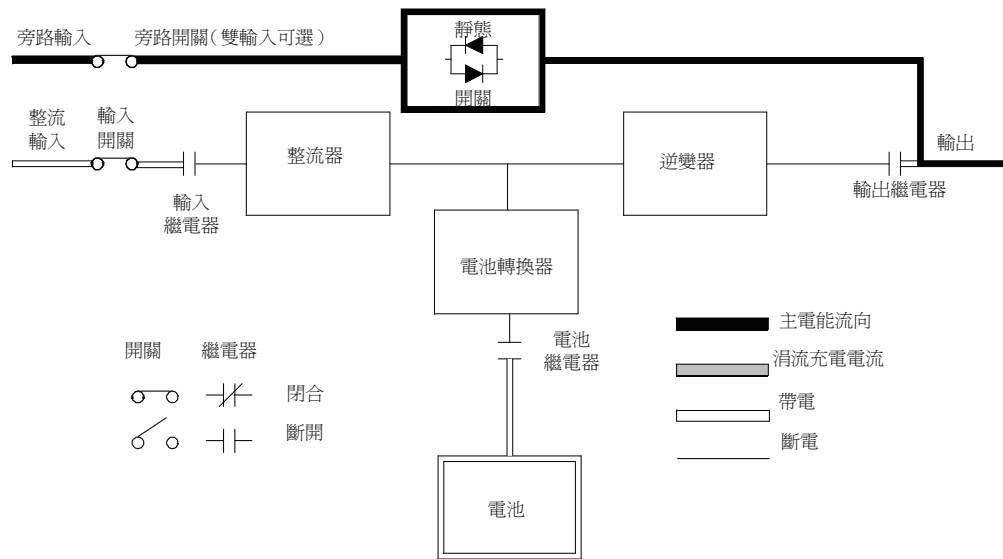 旁路輸入
旁路開關(雙輸入可選)
靜態
開關
整流
輸入
輸入
開關
整流器
逆變器
輸出
輸入
繼電器
輸出繼電器
電池轉換器
電池
繼電器
主電能流向
涓流充電電流
帶電
斷電
開關
繼電器
閉合
斷開
電池